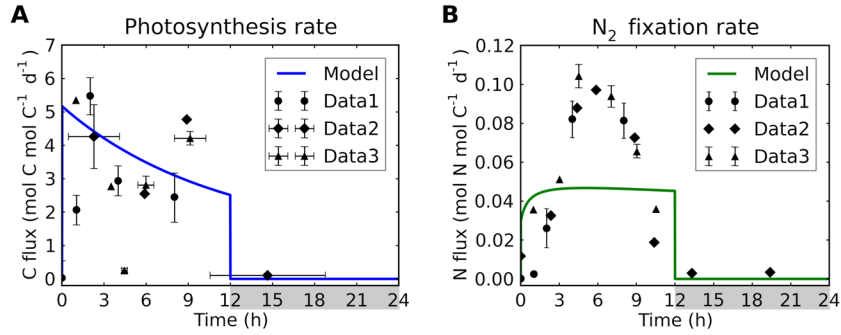 A
Photosynthesis rate
C flux (mol C mol C⁻¹ d⁻¹)
7
6
5
4
3
2
1
0
Model
Data1
Data2
Data3
0 3 6 9 12 15 18 21 24
Time (h)
B
N₂ fixation rate
N flux (mol N mol C⁻¹ d⁻¹)
0.12
0.10
0.08
0.06
0.04
0.02
0.00
Model
Data1
Data2
Data3
0 3 6 9 12 15 18 21 24
Time (h)